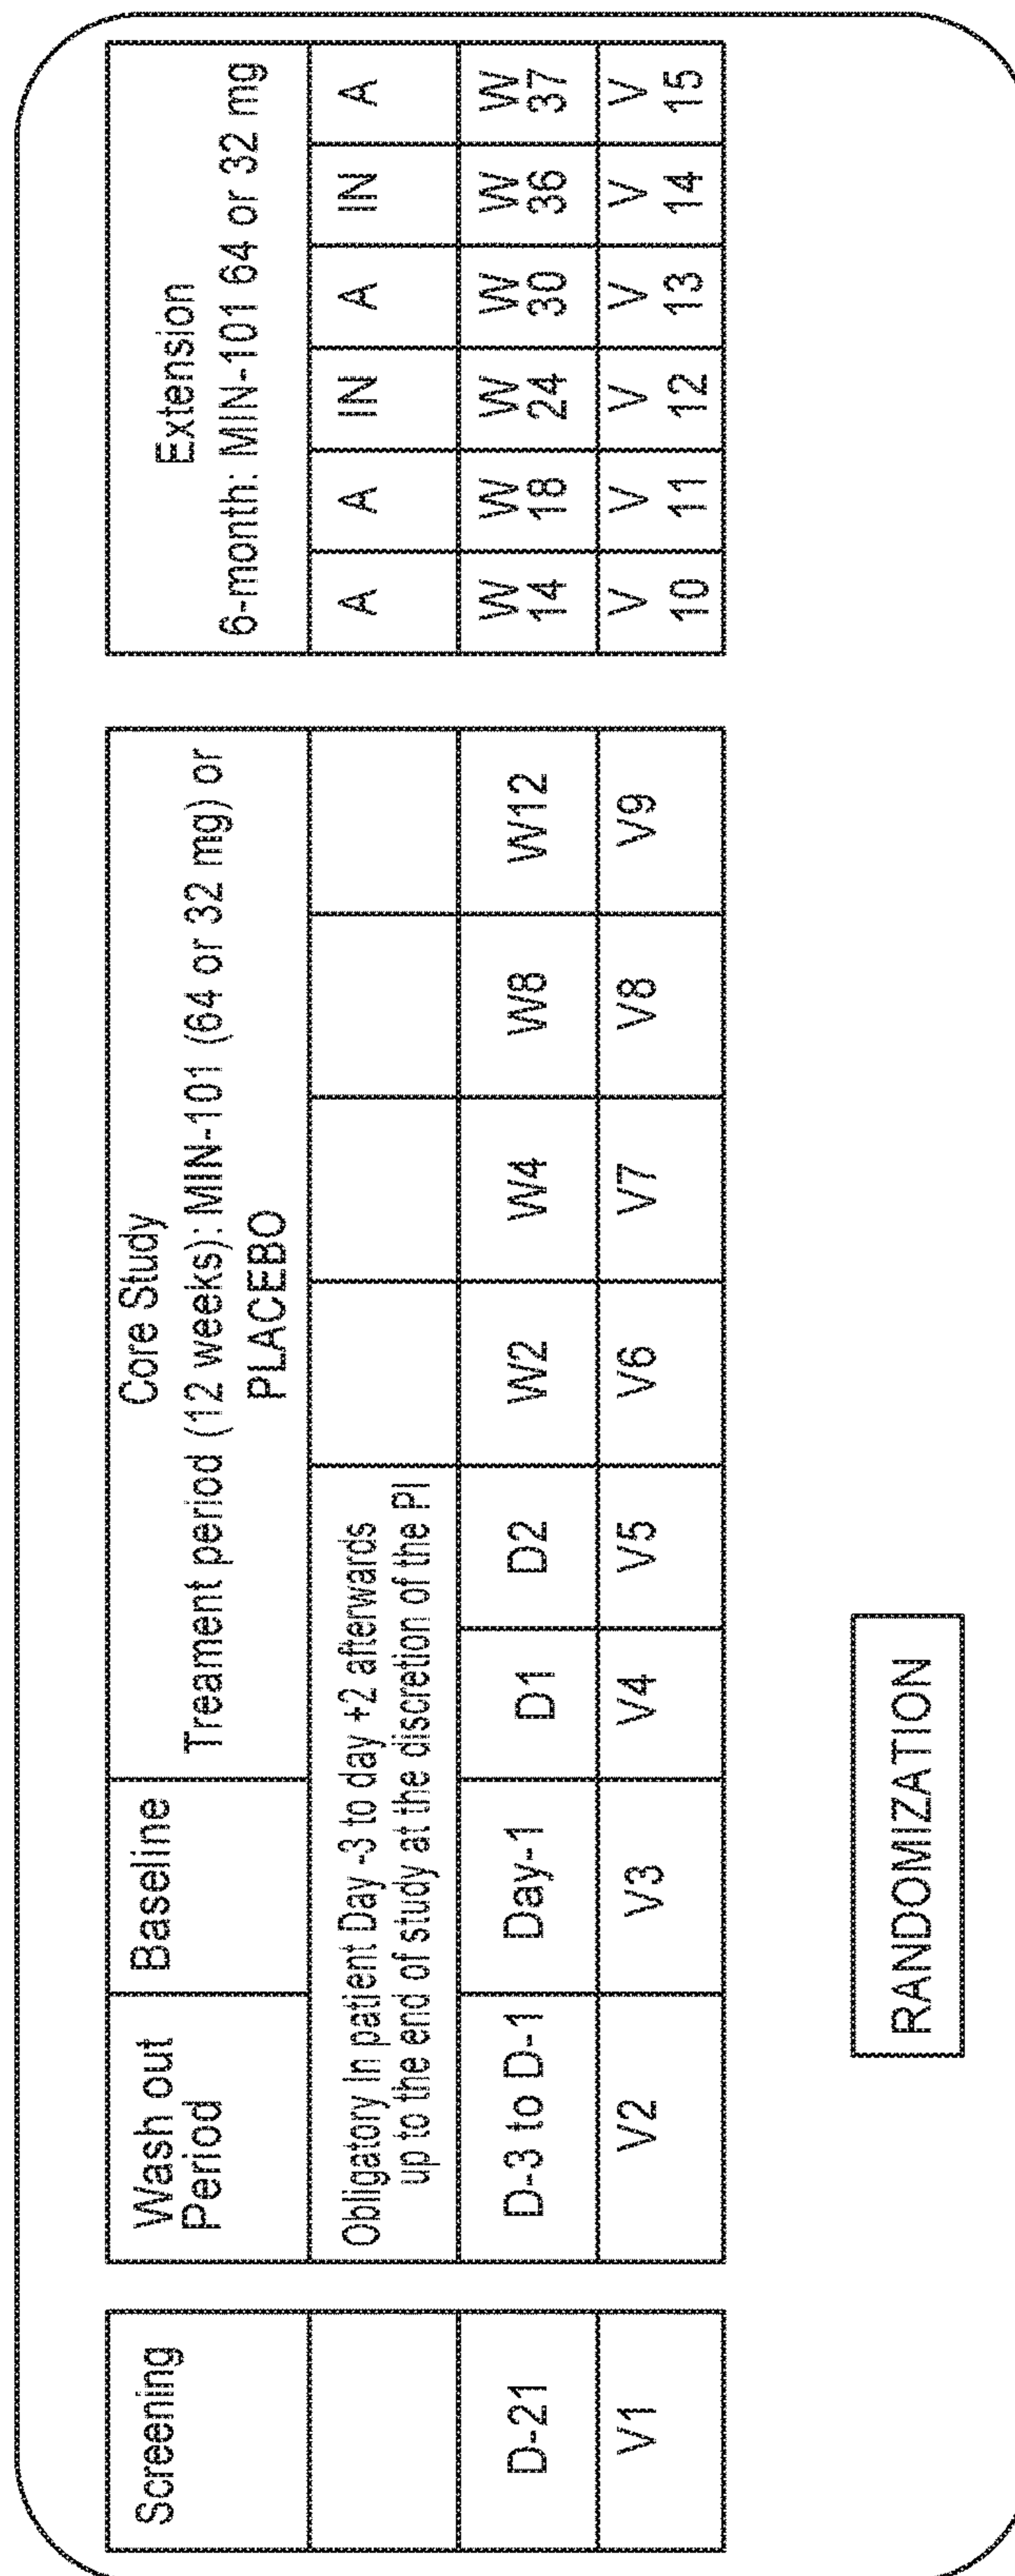 Screening
D-21
V1
Wash out
Period
Baseline
Core Study
Treament period (12 weeks): MIN-101 (64 or 32 mg) or
PLACEBO
Obligatory In patient Day -3 to day +2 afterwards
up to the end of study at the discretion of the PI
D-3 to D-1 Day-1 D1 D2 W2 W4 W8 W12
V2 V3 V4 V5 V6 V7 V8 V9
Extension
6-month: MIN-101 64 or 32 mg
A A IN A IN A
W W W W W W
14 18 24 30 36 37
V V V V V V
10 11 12 13 14 15
RANDOMIZATION